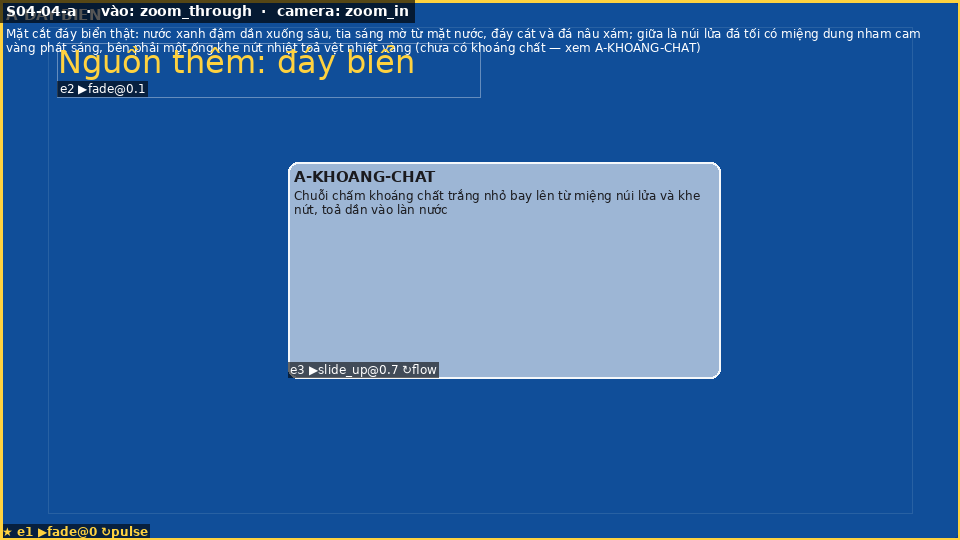 A-DAY-BIEN
S04-04-a · vào: zoom_through · camera: zoom_in
Mặt cắt đáy biển thật: nước xanh đậm dần xuống sâu, tia sáng mờ từ mặt nước, đáy cát và đá nâu xám; giữa là núi lửa đá tối có miệng dung nham cam
vàng phát sáng, bên phải một ống khe nứt nhiệt toả vệt nhiệt vàng (chưa có khoáng chất — xem A-KHOANG-CHAT)
Nguồn thêm: đáy biển
e2 ▶fade@0.1
A-KHOANG-CHAT
Chuỗi chấm khoáng chất trắng nhỏ bay lên từ miệng núi lửa và khe
nứt, toả dần vào làn nước
e3 ▶slide_up@0.7 ↻flow
★ e1 ▶fade@0 ↻pulse